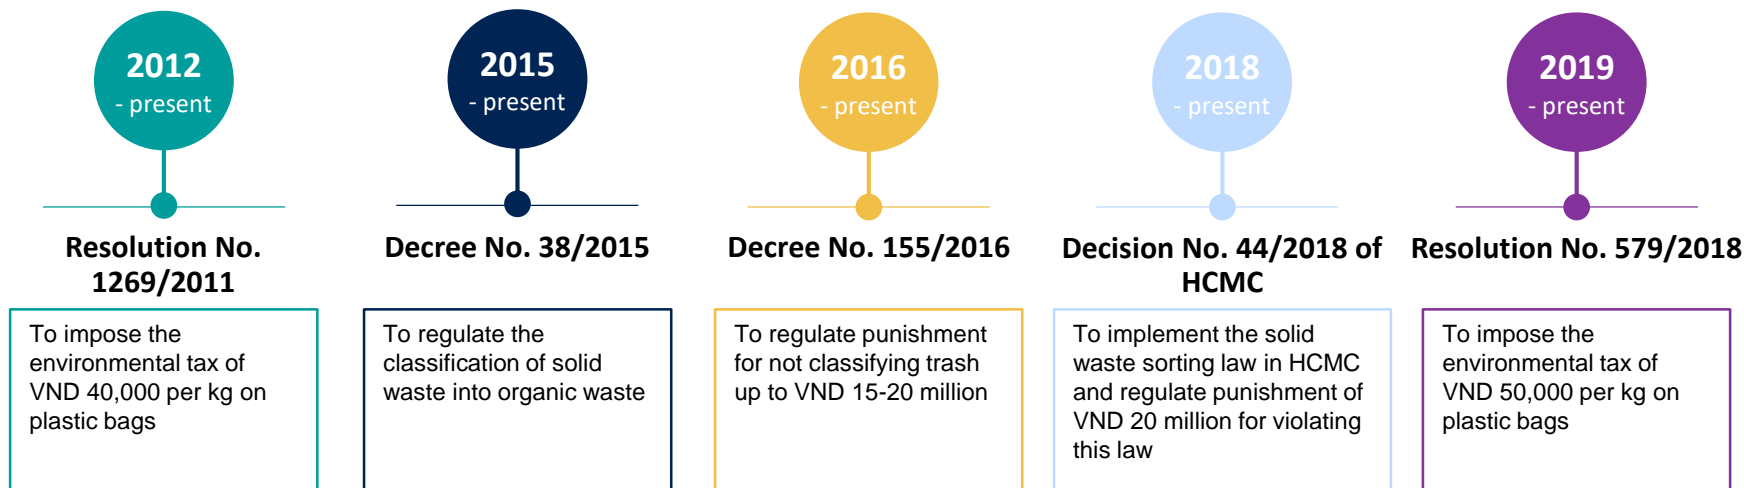 2012
- present
Resolution No.
1269/2011
To impose the
environmental tax of
VND 40,000 per kg on
plastic bags
2015
- present
Decree No. 38/2015
To regulate the
classification of solid
waste into organic waste
2016
- present
Decree No. 155/2016
To regulate punishment
for not classifying trash
up to VND 15-20 million
2018
- present
Decision No. 44/2018 of
HCMC
To implement the solid
waste sorting law in HCMC
and regulate punishment of
VND 20 million for violating
this law
2019
- present
Resolution No. 579/2018
To impose the
environmental tax of
VND 50,000 per kg on
plastic bags